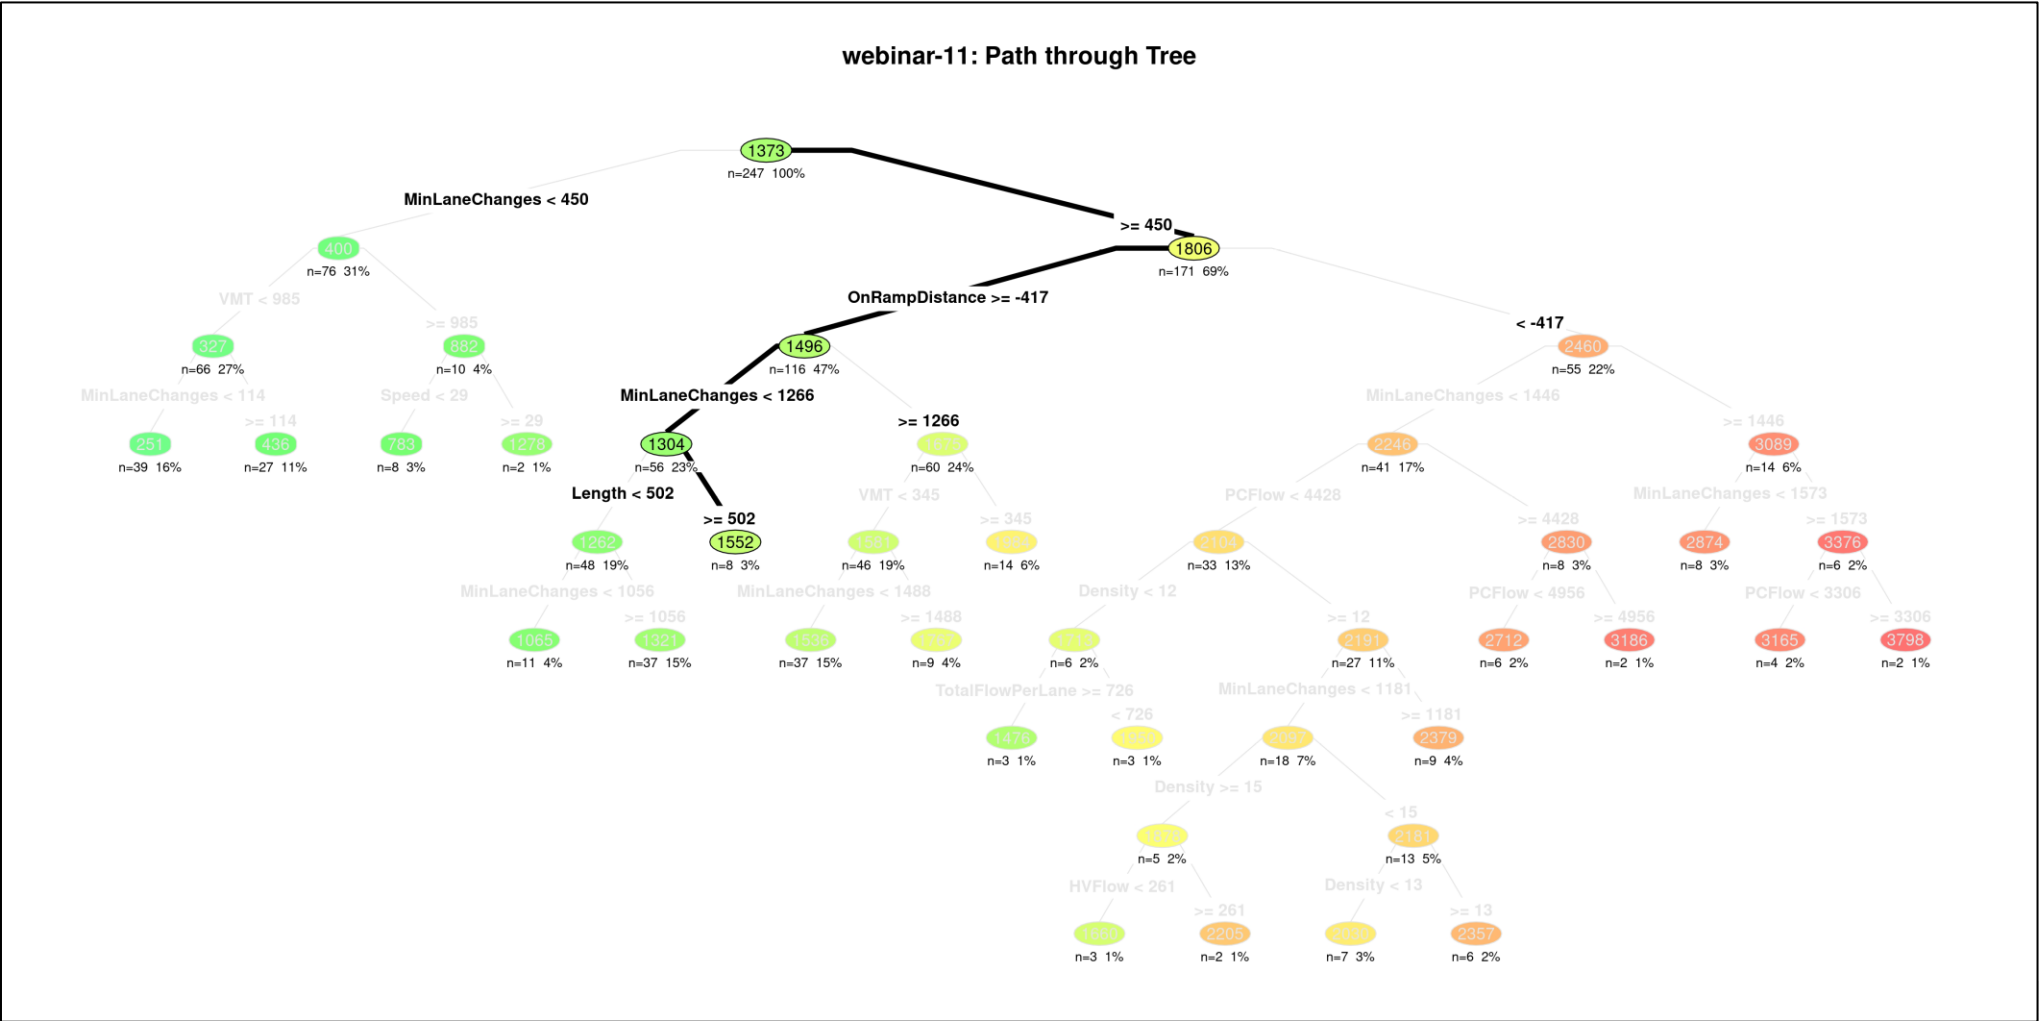 webinar-11: Path through Tree
1373
n=247 100%
MinLaneChanges < 450
>= 450
400
n=76 31%
1806
n=171 69%
VMT < 985
>= 985
OnRampDistance >= -417
< -417
327
n=66 27%
882
n=10 4%
1496
n=116 47%
2460
n=55 22%
MinLaneChanges < 114
>= 114
Speed < 29
>= 29
MinLaneChanges < 1266
>= 1266
MinLaneChanges < 1446
>= 1446
251
n=39 16%
436
n=27 11%
783
n=8 3%
1278
n=2 1%
1304
n=56 23%
n=60 24%
2246
n=41 17%
3089
n=14 6%
Length < 502
>= 502
VMT < 345
>= 345
PCFlow < 4428
>= 4428
MinLaneChanges < 1573
>= 1573
1262
n=48 19%
1552
n=8 3%
n=46 19%
n=14 6%
2104
n=33 13%
2830
n=8 3%
2874
n=8 3%
3376
n=6 2%
MinLaneChanges < 1056
>= 1056
MinLaneChanges < 1488
>= 1488
Density < 12
>= 12
PCFlow < 4956
>= 4956
PCFlow < 3306
>= 3306
1065
n=11 4%
1321
n=37 15%
1536
n=37 15%
n=9 4%
n=6 2%
2191
n=27 11%
2712
n=6 2%
3186
n=2 1%
3165
n=4 2%
3798
n=2 1%
TotalFlowPerLane >= 726
< 726
MinLaneChanges < 1181
>= 1181
1476
n=3 1%
n=3 1%
n=18 7%
2379
n=9 4%
Density >= 15
< 15
n=5 2%
2181
n=13 5%
HVFlow < 261
>= 261
Density < 13
>= 13
n=3 1%
2205
n=2 1%
n=7 3%
2357
n=6 2%